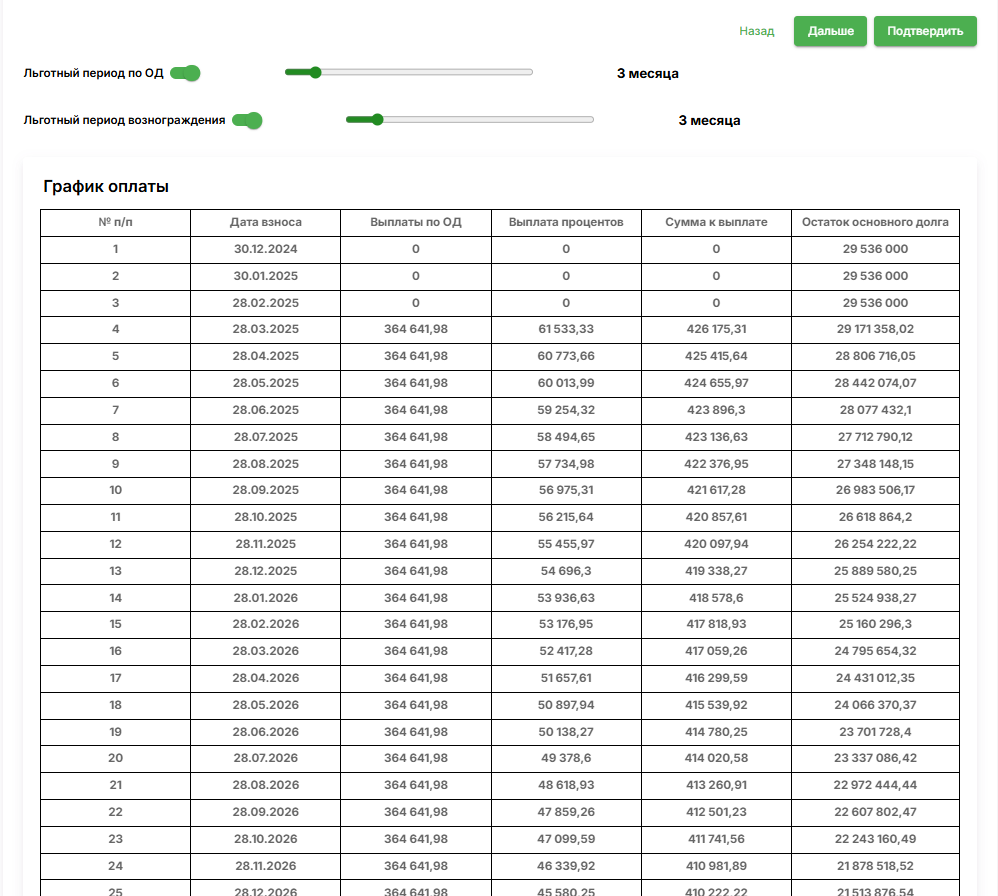 Назад Дальше Подтвердить
Льготный период по ОД 3 месяца
Льготный период вознограждения 3 месяца
График оплаты
№ п/п Дата взноса Выплаты по ОД Выплата процентов Сумма к выплате Остаток основного долга
1 30.12.2024 0 0 0 29 536 000
2 30.01.2025 0 0 0 29 536 000
3 28.02.2025 0 0 0 29 536 000
4 28.03.2025 364 641,98 61 533,33 426 175,31 29 171 358,02
5 28.04.2025 364 641,98 60 773,66 425 415,64 28 806 716,05
6 28.05.2025 364 641,98 60 013,99 424 655,97 28 442 074,07
7 28.06.2025 364 641,98 59 254,32 423 896,3 28 077 432,1
8 28.07.2025 364 641,98 58 494,65 423 136,63 27 712 790,12
9 28.08.2025 364 641,98 57 734,98 422 376,95 27 348 148,15
10 28.09.2025 364 641,98 56 975,31 421 617,28 26 983 506,17
11 28.10.2025 364 641,98 56 215,64 420 857,61 26 618 864,2
12 28.11.2025 364 641,98 55 455,97 420 097,94 26 254 222,22
13 28.12.2025 364 641,98 54 696,3 419 338,27 25 889 580,25
14 28.01.2026 364 641,98 53 936,63 418 578,6 25 524 938,27
15 28.02.2026 364 641,98 53 176,95 417 818,93 25 160 296,3
16 28.03.2026 364 641,98 52 417,28 417 059,26 24 795 654,32
17 28.04.2026 364 641,98 51 657,61 416 299,59 24 431 012,35
18 28.05.2026 364 641,98 50 897,94 415 539,92 24 066 370,37
19 28.06.2026 364 641,98 50 138,27 414 780,25 23 701 728,4
20 28.07.2026 364 641,98 49 378,6 414 020,58 23 337 086,42
21 28.08.2026 364 641,98 48 618,93 413 260,91 22 972 444,44
22 28.09.2026 364 641,98 47 859,26 412 501,23 22 607 802,47
23 28.10.2026 364 641,98 47 099,59 411 741,56 22 243 160,49
24 28.11.2026 364 641,98 46 339,92 410 981,89 21 878 518,52
25 28.12.2026 364 641,98 45 580,25 410 222,22 21 513 876,54